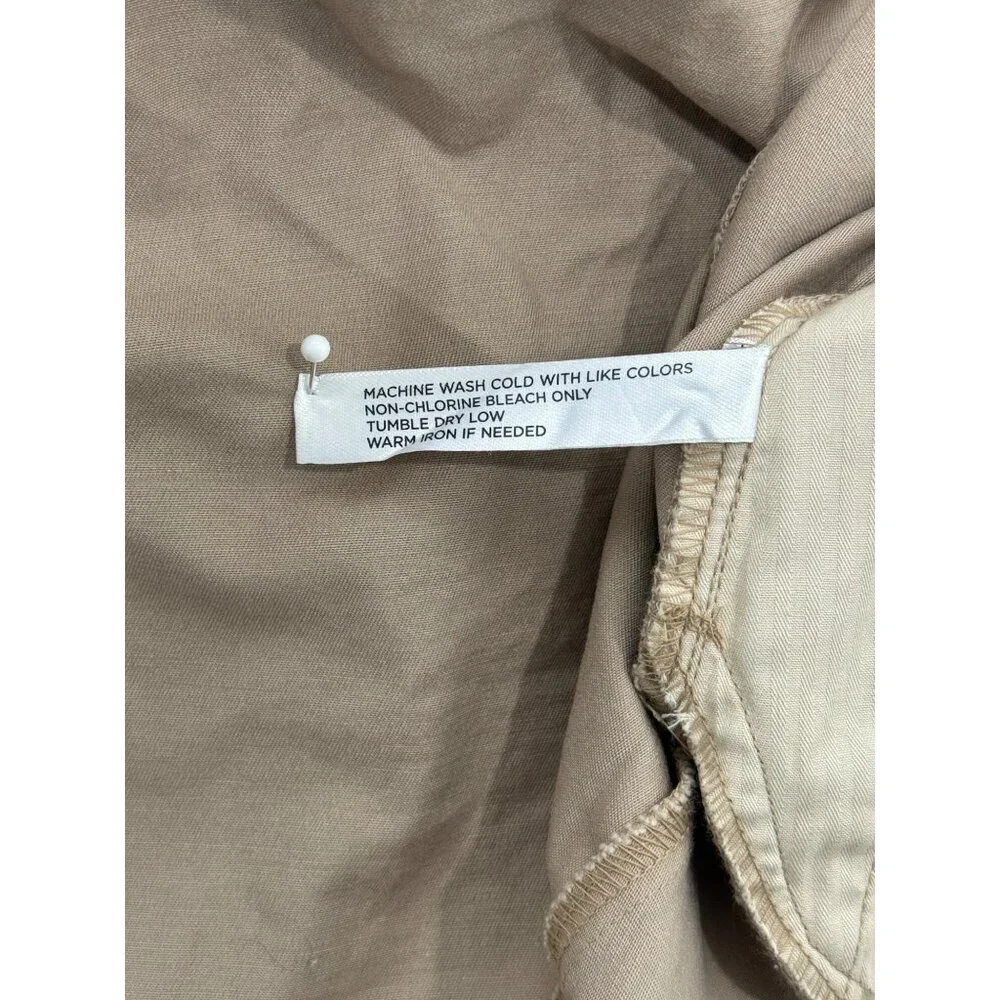 MACHINE WASH COLD WITH LIKE COLORS
NON-CHLORINE BLEACH ONLY
TUMBLE DRY LOW
WARM IRON IF NEEDED